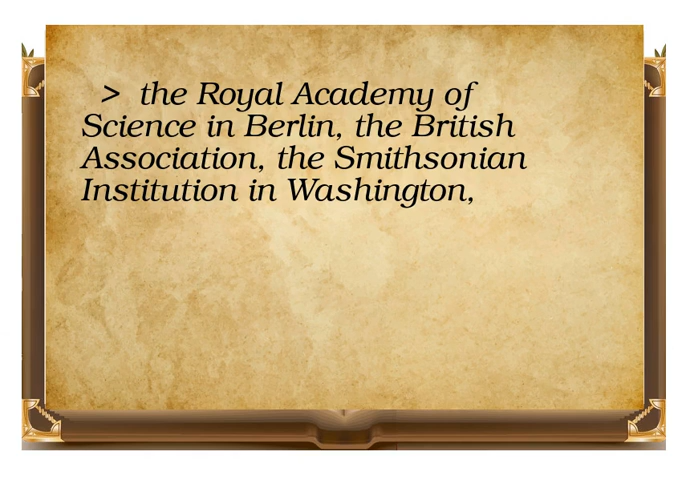 > the Royal Academy of
Science in Berlin, the British
Association, the Smithsonian
Institution in Washington,